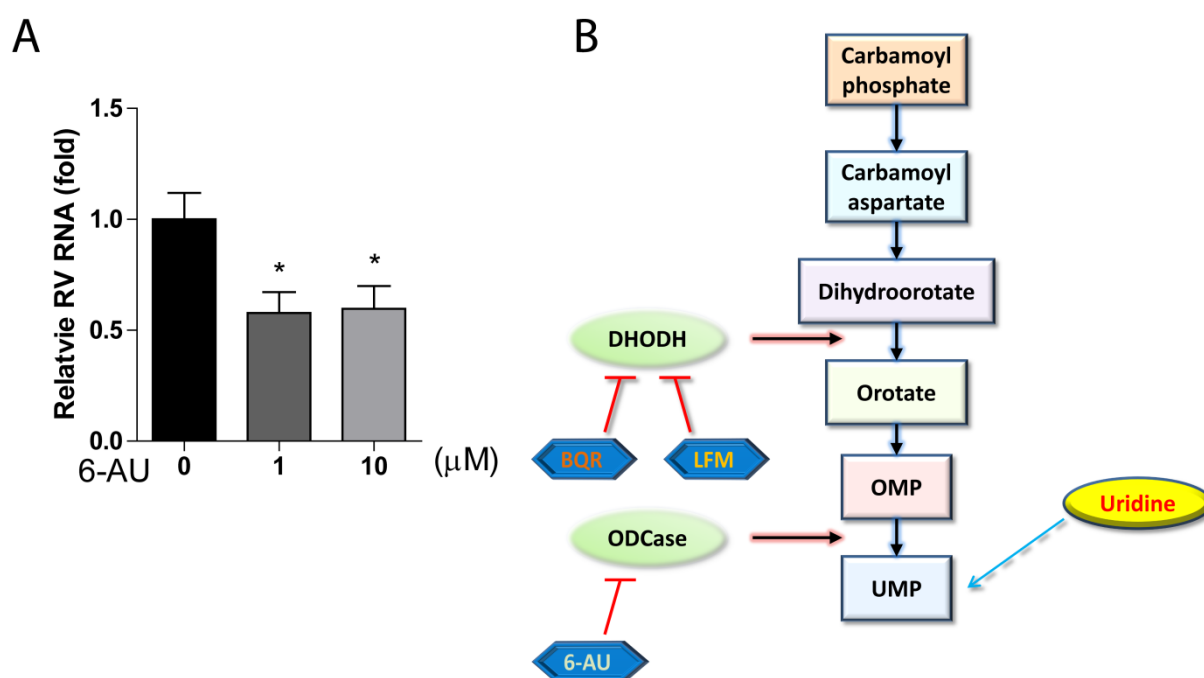 A
Relatvie RV RNA (fold)
1.5
1.0
0.5
0.0
*
*
6-AU 0 1 10 (μM)
B
Carbamoyl
phosphate
Carbamoyl
aspartate
Dihydroorotate
DHODH
Orotate
BQR LFM
OMP
Uridine
ODCase
UMP
6-AU